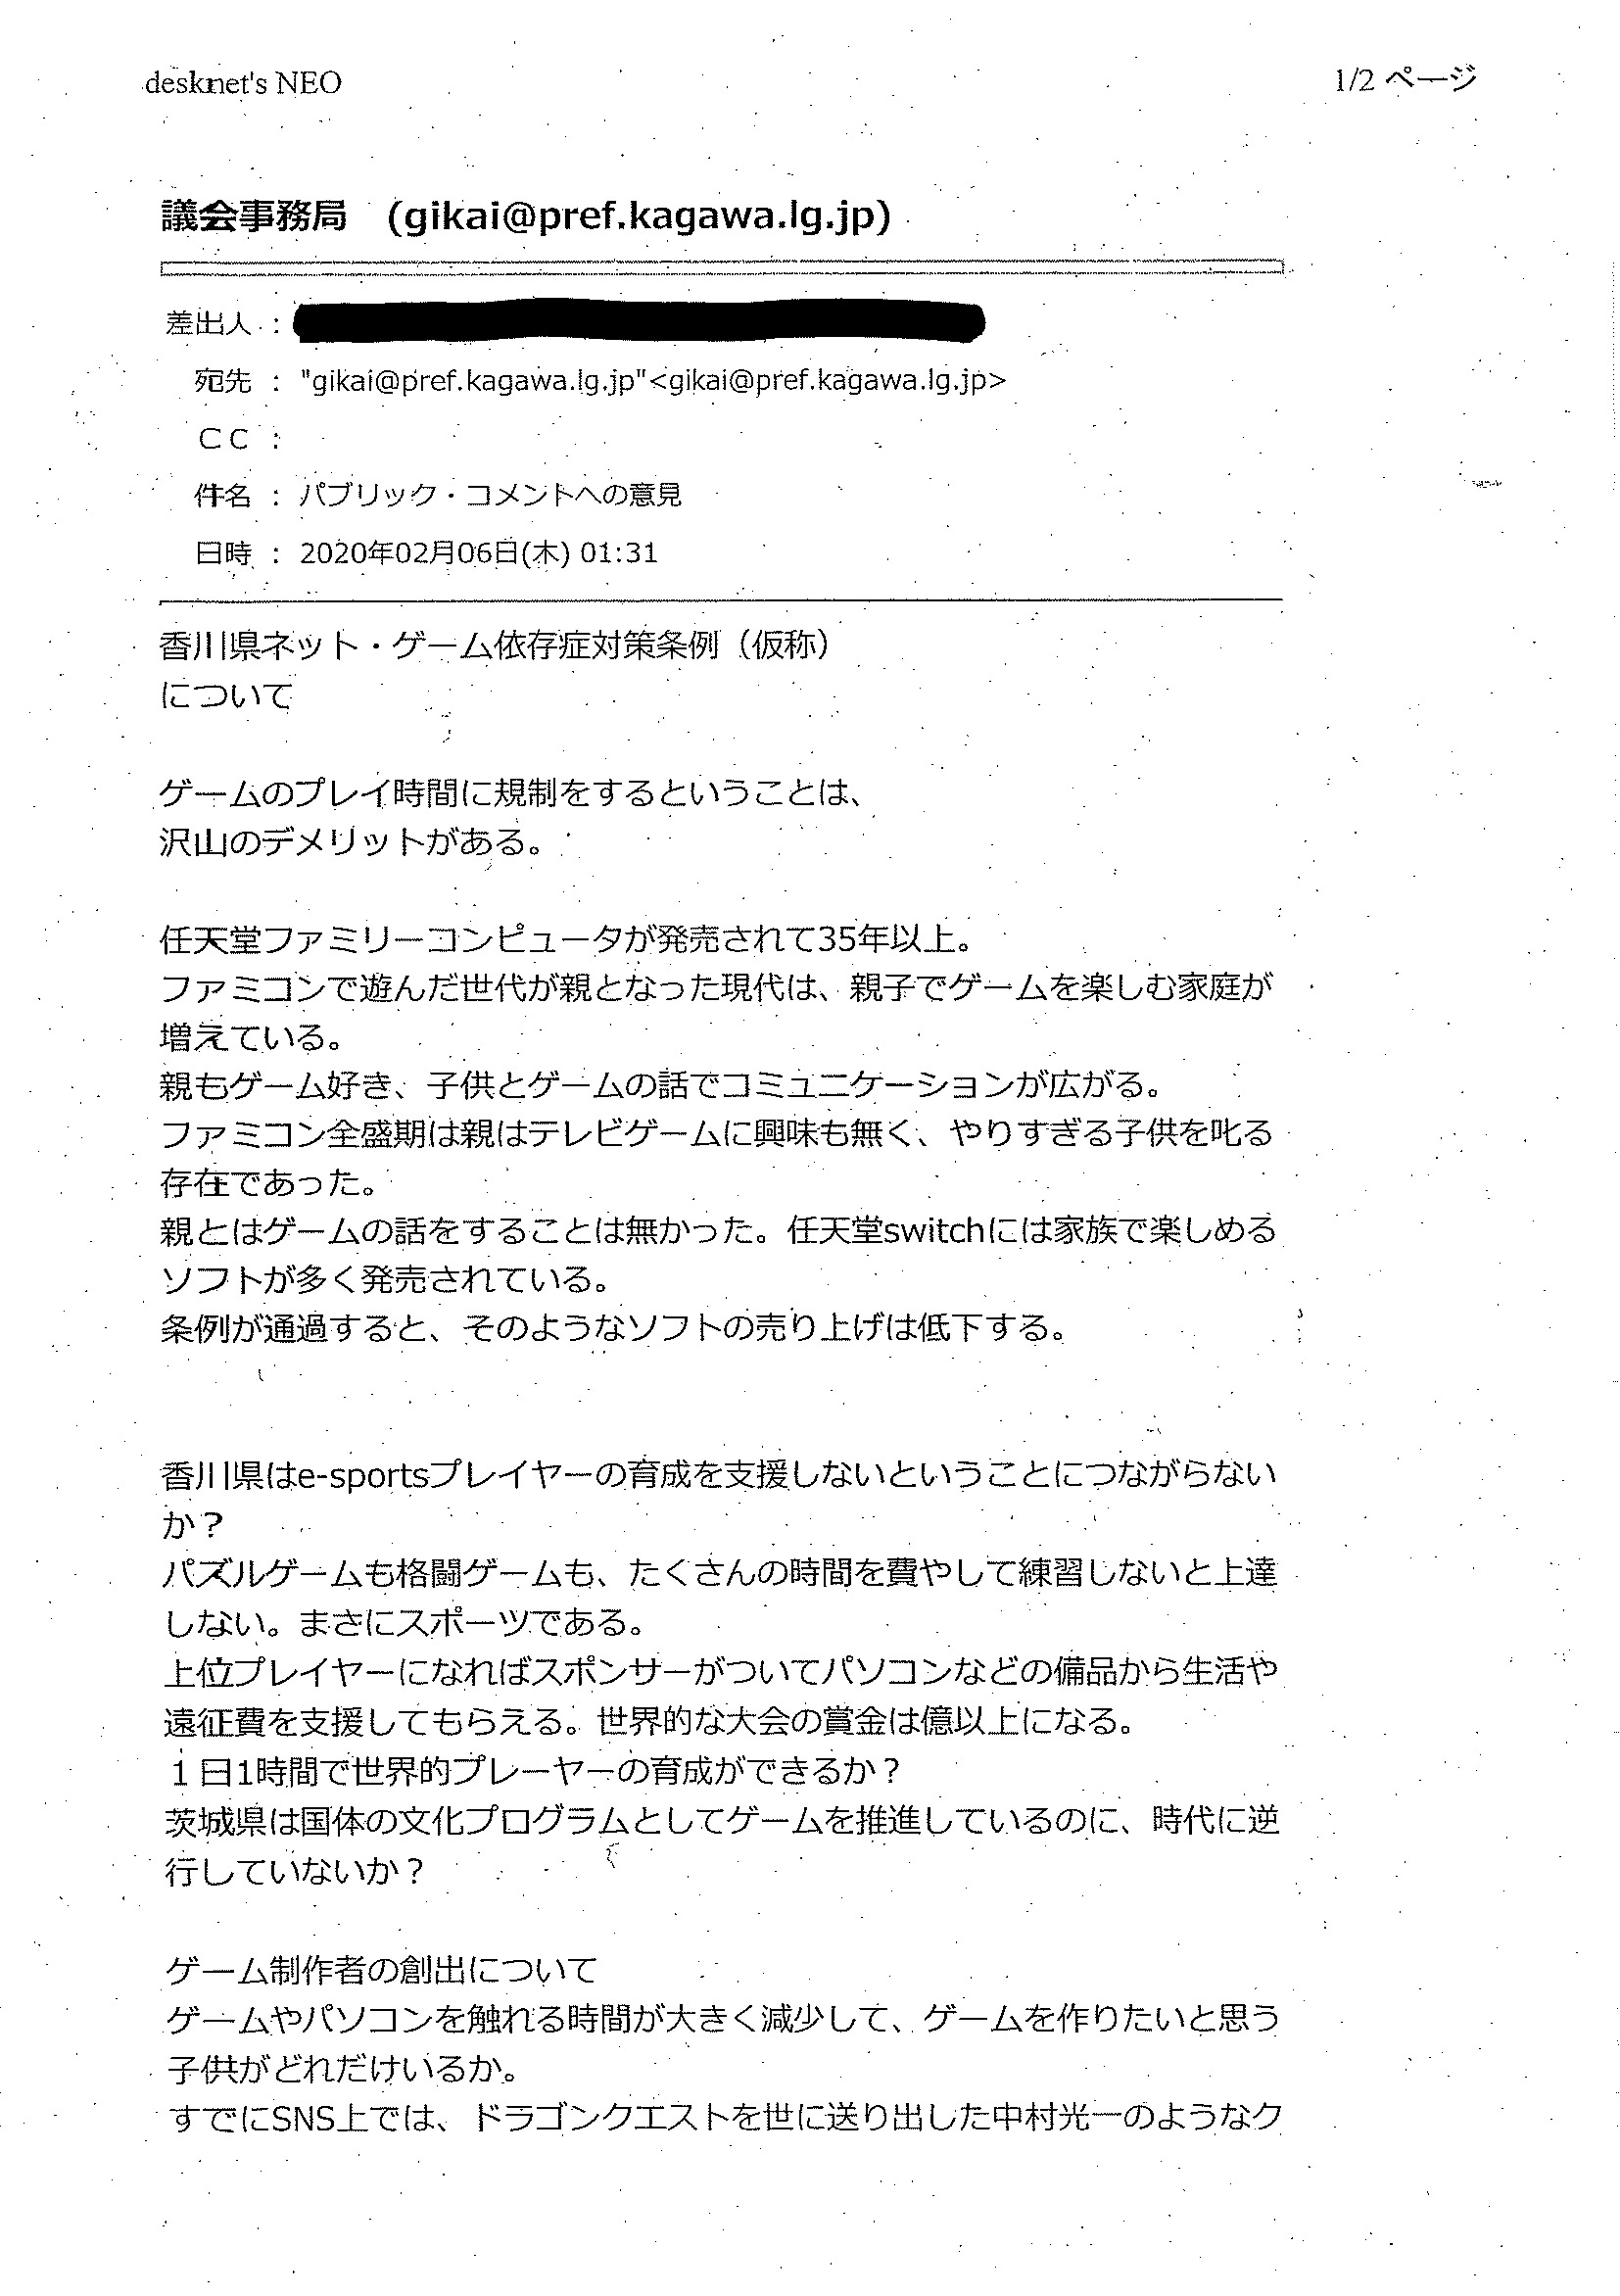 desknet's NEO
1/2 ページ
議会事務局 (gikai@pref.kagawa.lg.jp)
差出人 :
宛先 : "gikai@pref.kagawa.lg.jp"<gikai@pref.kagawa.lg.jp>
ＣＣ :
件名 : パブリック・コメントへの意見
日時 : 2020年02月06日(木) 01:31
香川県ネット・ゲーム依存症対策条例（仮称）
について
ゲームのプレイ時間に規制をするということは、
沢山のデメリットがある。
任天堂ファミリーコンピュータが発売されて35年以上。
ファミコンで遊んだ世代が親となった現代は、親子でゲームを楽しむ家庭が
増えている。
親もゲーム好き、子供とゲームの話でコミュニケーションが広がる。
ファミコン全盛期は親はテレビゲームに興味も無く、やりすぎる子供を叱る
存在であった。
親とはゲームの話をすることは無かった。任天堂switchには家族で楽しめる
ソフトが多く発売されている。
条例が通過すると、そのようなソフトの売り上げは低下する。
香川県はe-sportsプレイヤーの育成を支援しないということにつながらない
か？
パズルゲームも格闘ゲームも、たくさんの時間を費やして練習しないと上達
しない。まさにスポーツである。
上位プレイヤーになればスポンサーがついてパソコンなどの備品から生活や
遠征費を支援してもらえる。世界的な大会の賞金は億以上になる。
１日1時間で世界的プレーヤーの育成ができるか？
茨城県は国体の文化プログラムとしてゲームを推進しているのに、時代に逆
行していないか？
ゲーム制作者の創出について
ゲームやパソコンを触れる時間が大きく減少して、ゲームを作りたいと思う
子供がどれだけいるか。
すでにSNS上では、ドラゴンクエストを世に送り出した中村光一のようなク